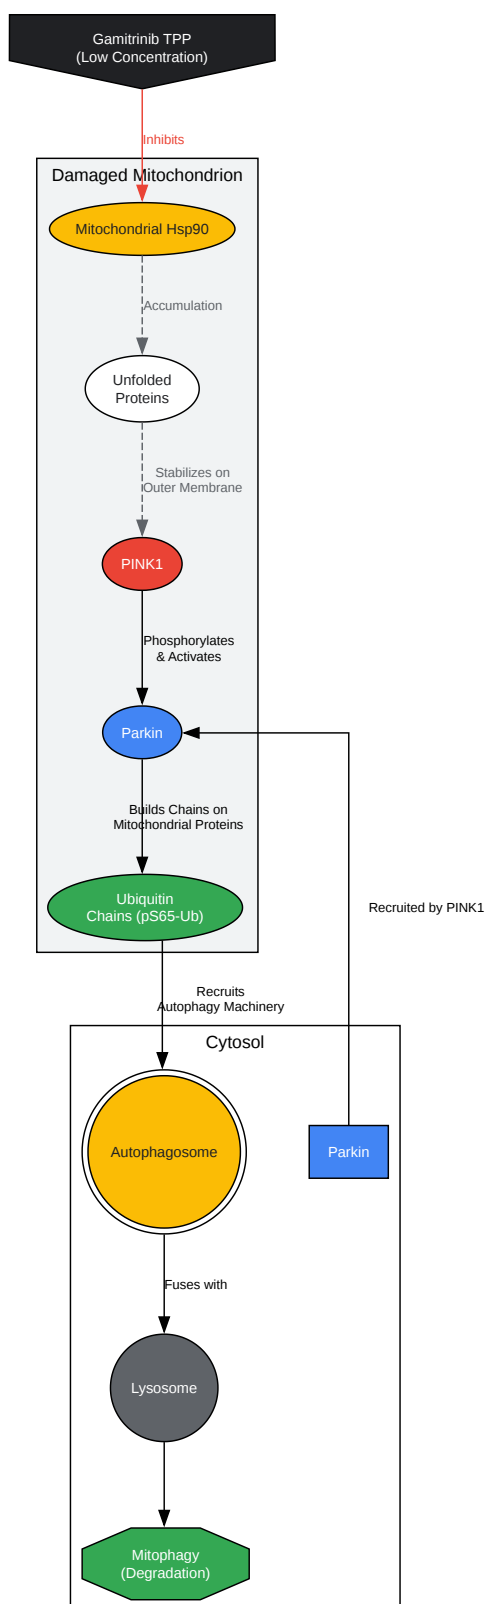 Gamitrinib TPP
(Low Concentration)
Inhibits
Damaged Mitochondrion
Mitochondrial Hsp90
Accumulation
Unfolded
Proteins
Stabilizes on
Outer Membrane
PINK1
Phosphorylates
& Activates
Parkin
Builds Chains on
Mitochondrial Proteins
Ubiquitin
Chains (pS65-Ub)
Recruited by PINK1
Recruits
Autophagy Machinery
Cytosol
Autophagosome
Parkin
Fuses with
Lysosome
Mitophagy
(Degradation)